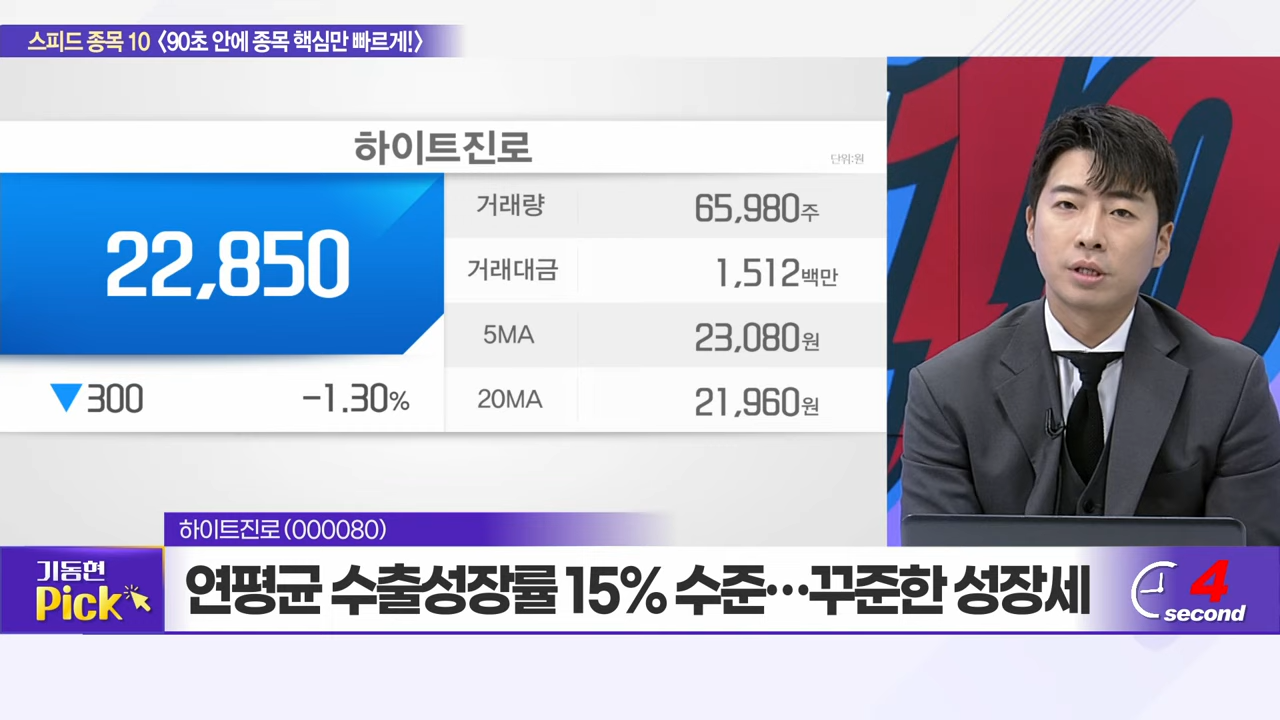 스피드 종목 10 <90초 안에 종목 핵심만 빠르게!>
하이트진로
단위:원
22,850
▼300 -1.30%
거래량 65,980주
거래대금 1,512백만
5MA 23,080원
20MA 21,960원
하이트진로(000080)
기동현
Pick
연평균 수출성장률 15% 수준…꾸준한 성장세
4
second
10